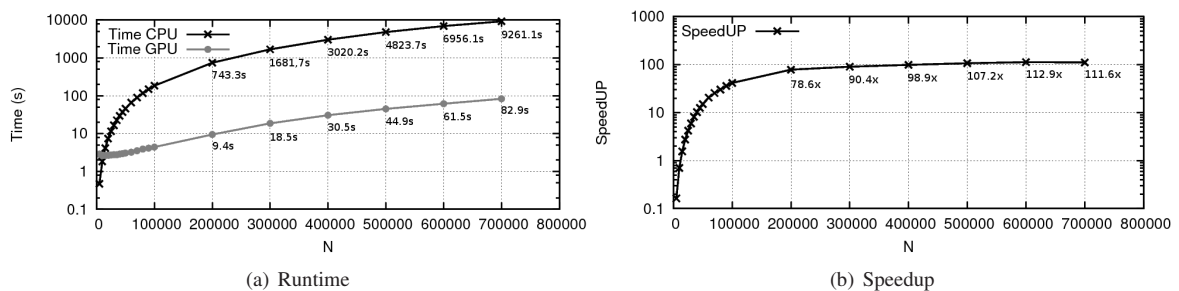 10000
1000
100
10
1
0.1
Time (s)
Time CPU
Time GPU
743.3s
1681,7s
3020.2s
4823.7s
6956.1s
9261.1s
9.4s
18.5s
30.5s
44.9s
61.5s
82.9s
0 100000 200000 300000 400000 500000 600000 700000 800000
N
(a) Runtime
1000
100
10
1
0.1
SpeedUP
SpeedUP
78.6x
90.4x
98.9x
107.2x
112.9x
111.6x
0 100000 200000 300000 400000 500000 600000 700000 800000
N
(b) Speedup